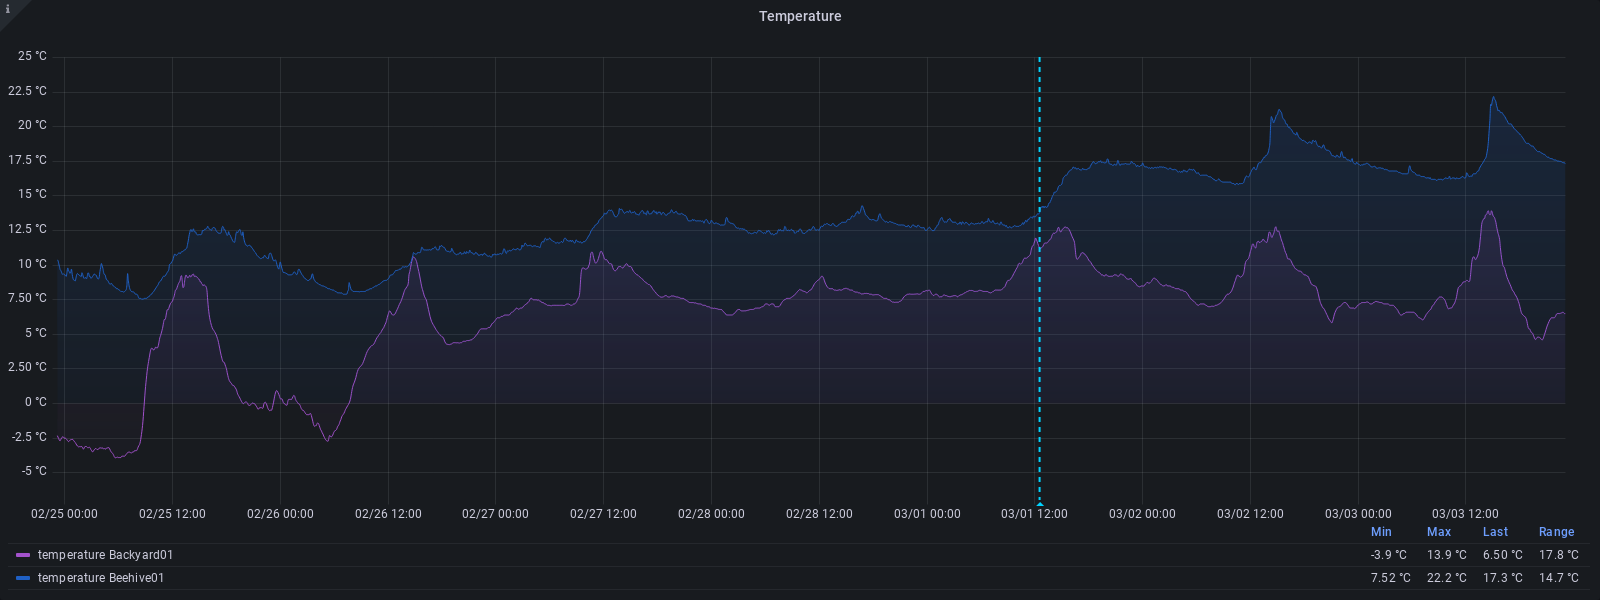 i
Temperature
25 °C
22.5 °C
20 °C
17.5 °C
15 °C
12.5 °C
10 °C
7.50 °C
5 °C
2.50 °C
0 °C
-2.5 °C
-5 °C
02/25 00:00 02/25 12:00 02/26 00:00 02/26 12:00 02/27 00:00 02/27 12:00 02/28 00:00 02/28 12:00 03/01 00:00 03/01 12:00 03/02 00:00 03/02 12:00 03/03 00:00 03/03 12:00
Min Max Last Range
temperature Backyard01 -3.9 °C 13.9 °C 6.50 °C 17.8 °C
temperature Beehive01 7.52 °C 22.2 °C 17.3 °C 14.7 °C